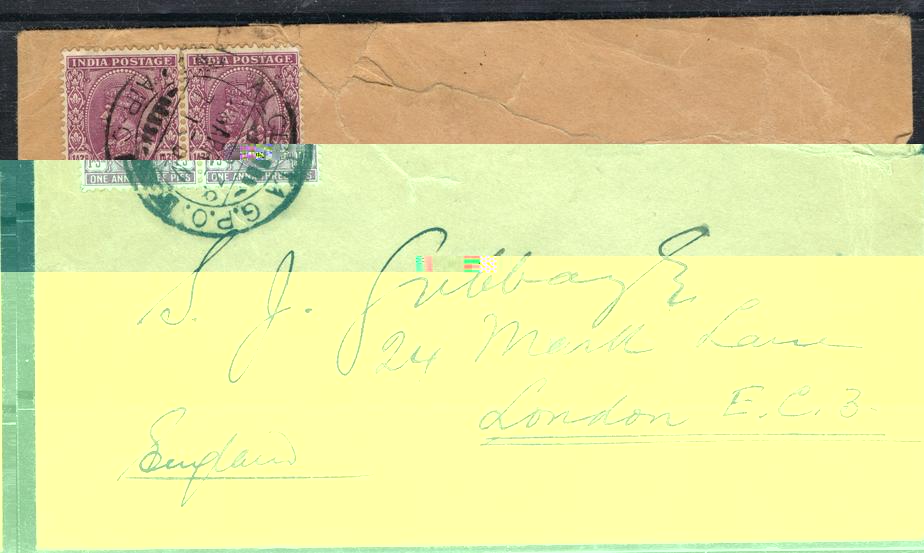 INDIA POSTAGE INDIA POSTAGE
ONE ANNA THREE PIES ONE ANNA THREE PIES
G.P.O.
S. J. Gubbay E
24 Mark Lane
London E.C.3.
England